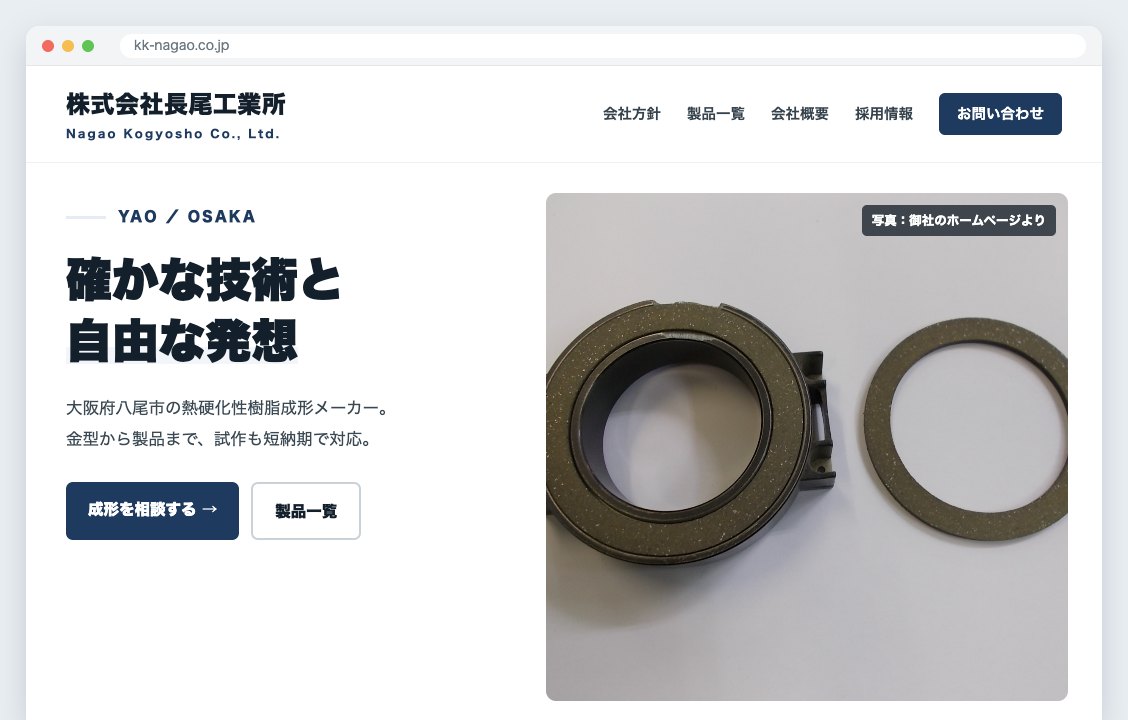 kk-nagao.co.jp
株式会社長尾工業所
Nagao Kogyosho Co., Ltd.
会社方針
製品一覧
会社概要
採用情報
お問い合わせ
YAO ／ OSAKA
確かな技術と
自由な発想
大阪府八尾市の熱硬化性樹脂成形メーカー。
金型から製品まで、試作も短納期で対応。
成形を相談する →
製品一覧
写真：御社のホームページより